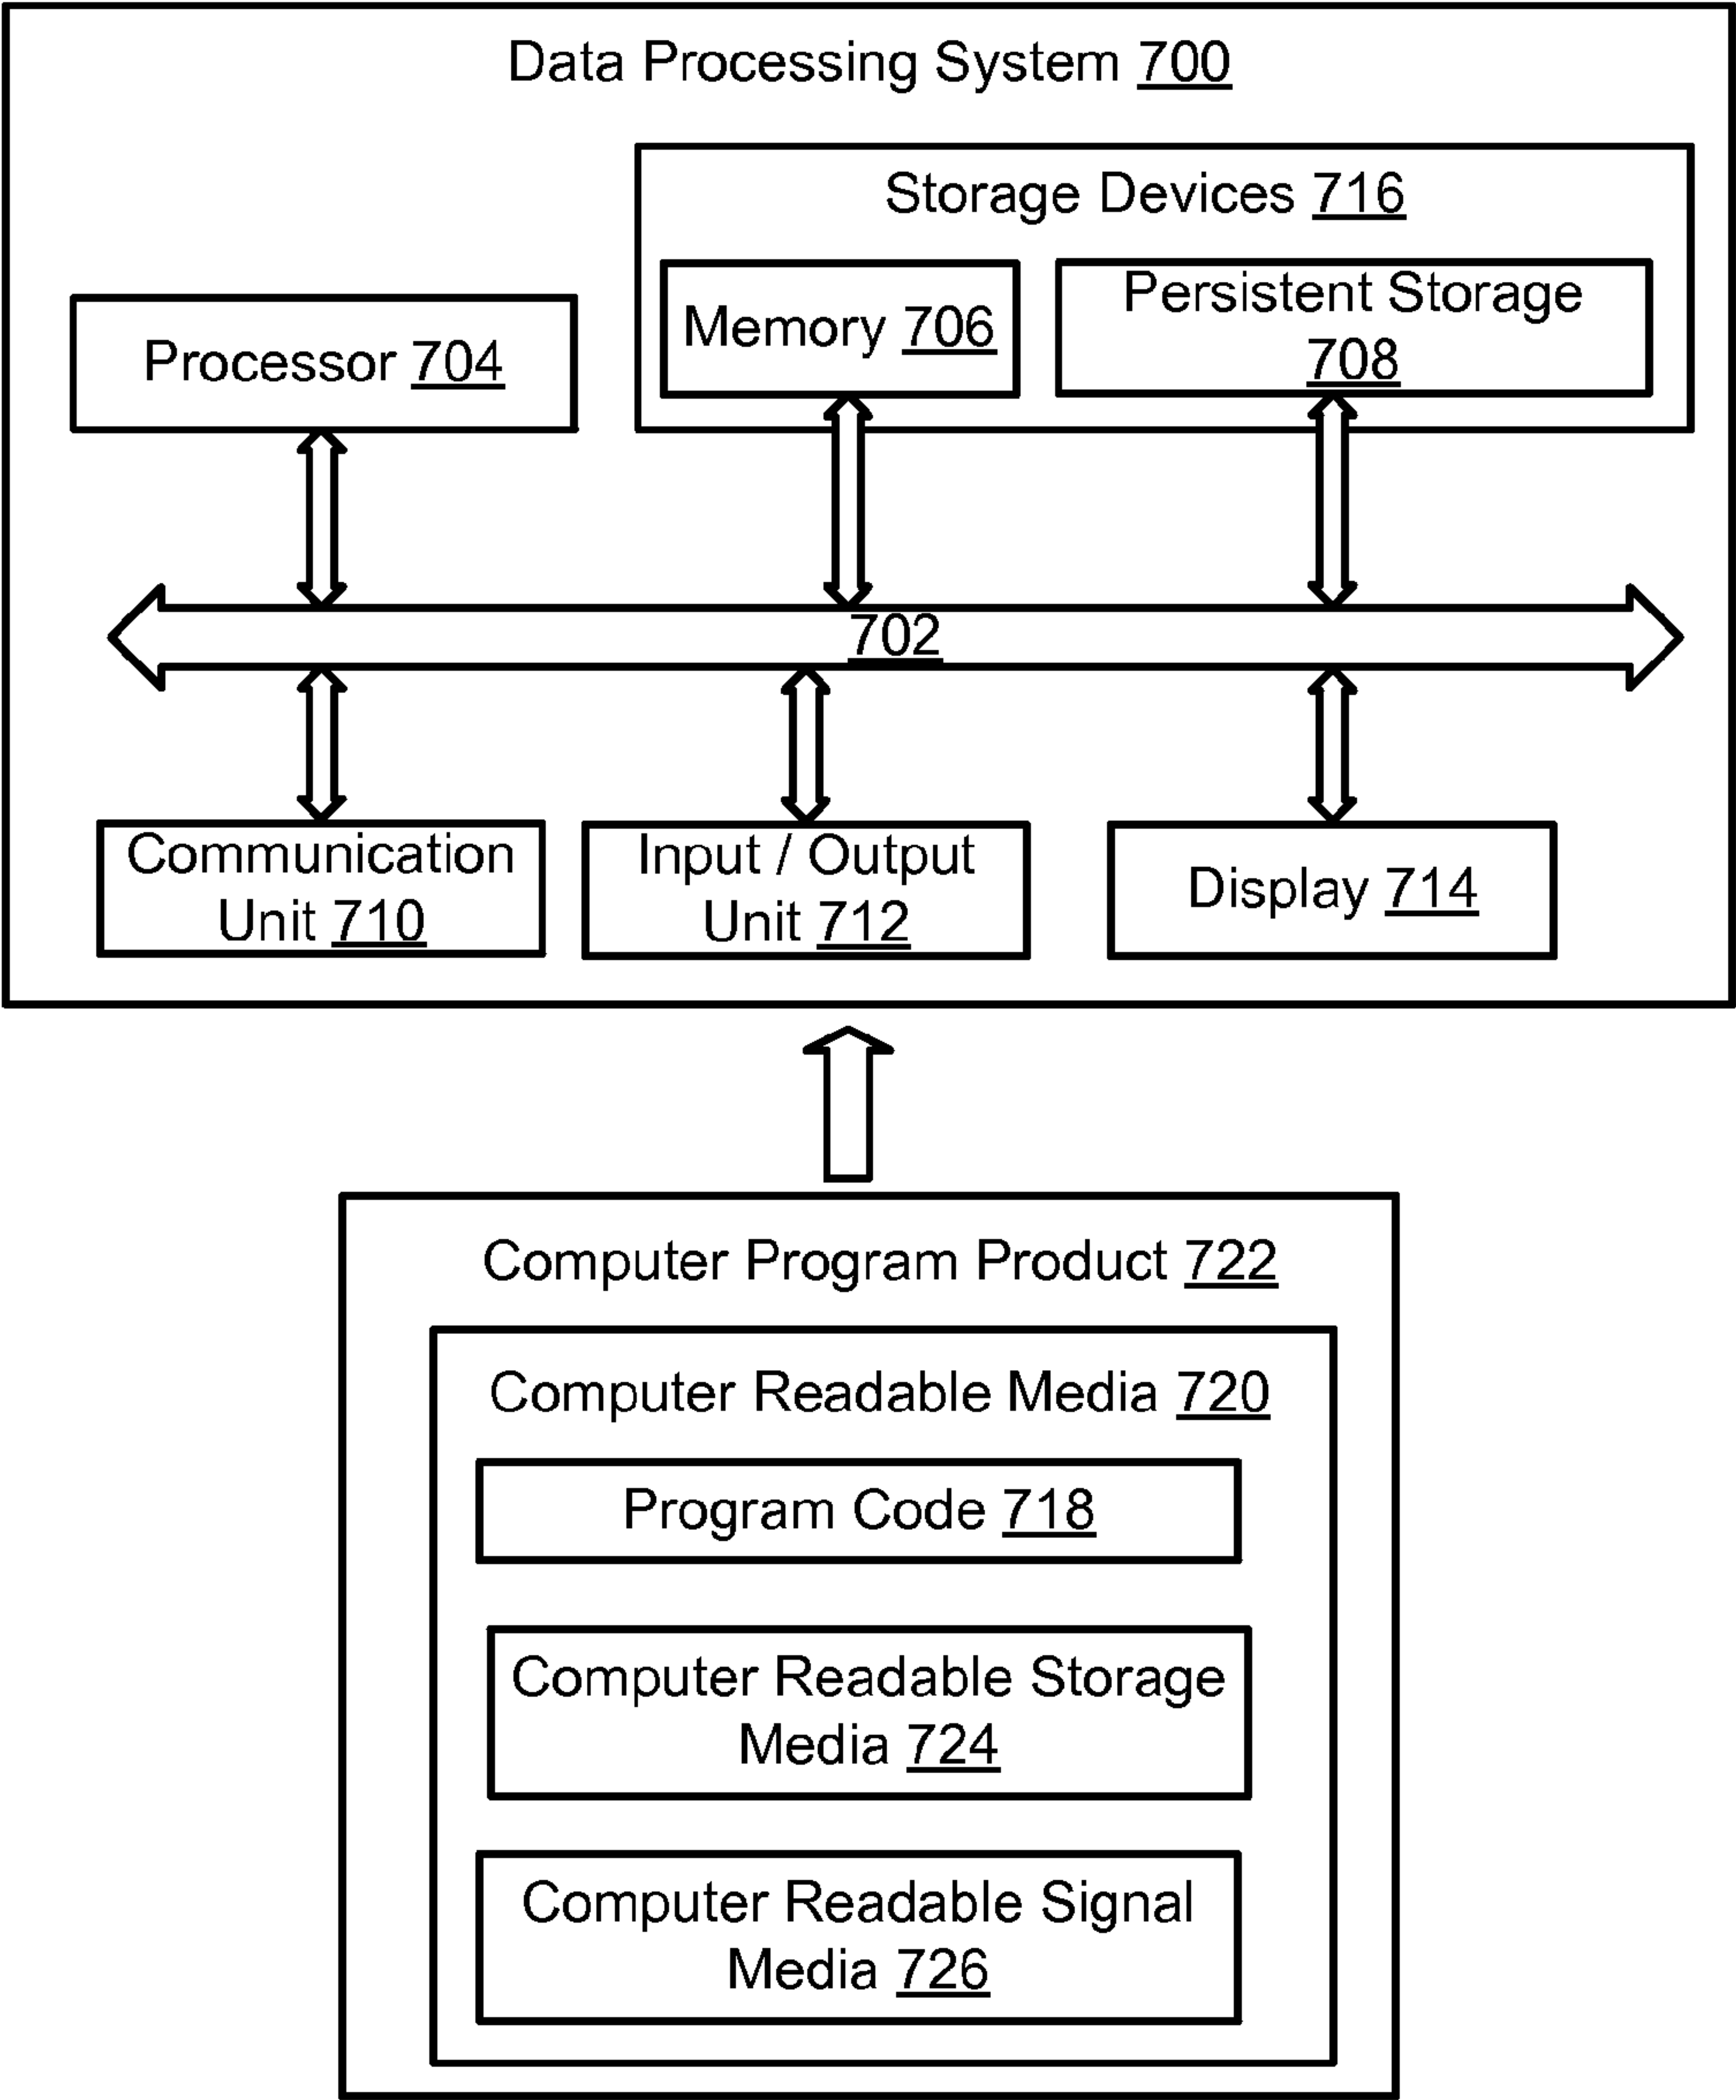 Data Processing System 700
Storage Devices 716
Processor 704
Memory 706
Persistent Storage
708
702
Communication
Unit 710
Input / Output
Unit 712
Display 714
Computer Program Product 722
Computer Readable Media 720
Program Code 718
Computer Readable Storage
Media 724
Computer Readable Signal
Media 726